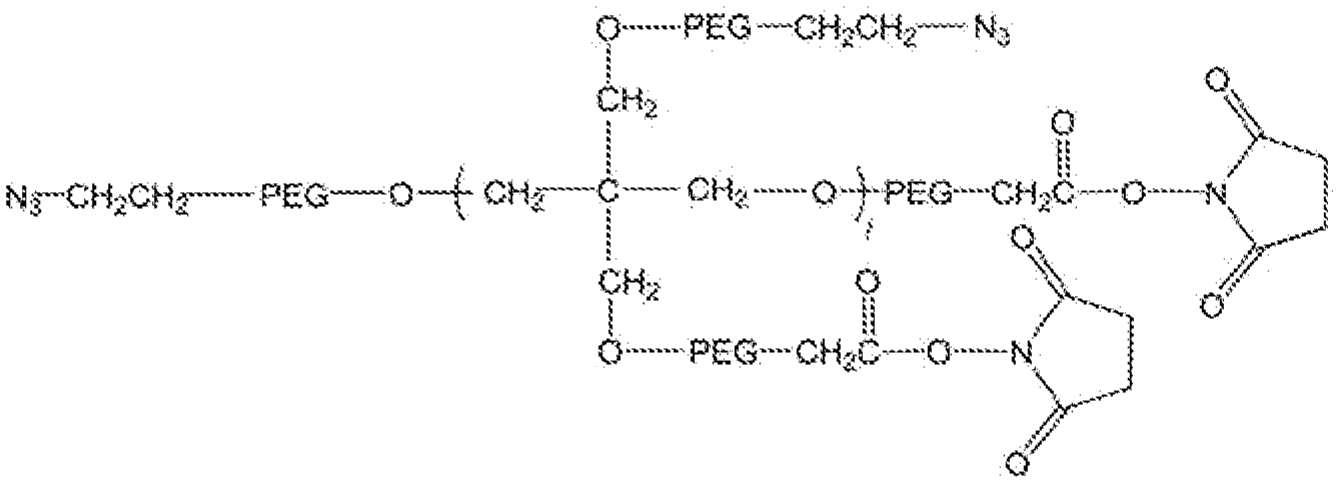 O—PEG—CH₂CH₂—N₃
CH₂
O
O
N₃—CH₂CH₂—PEG—O—( CH₂—C—CH₂—O ) PEG—CH₂C—O—N
O
O
O
CH₂
O
O—PEG—CH₂C—O—N
O